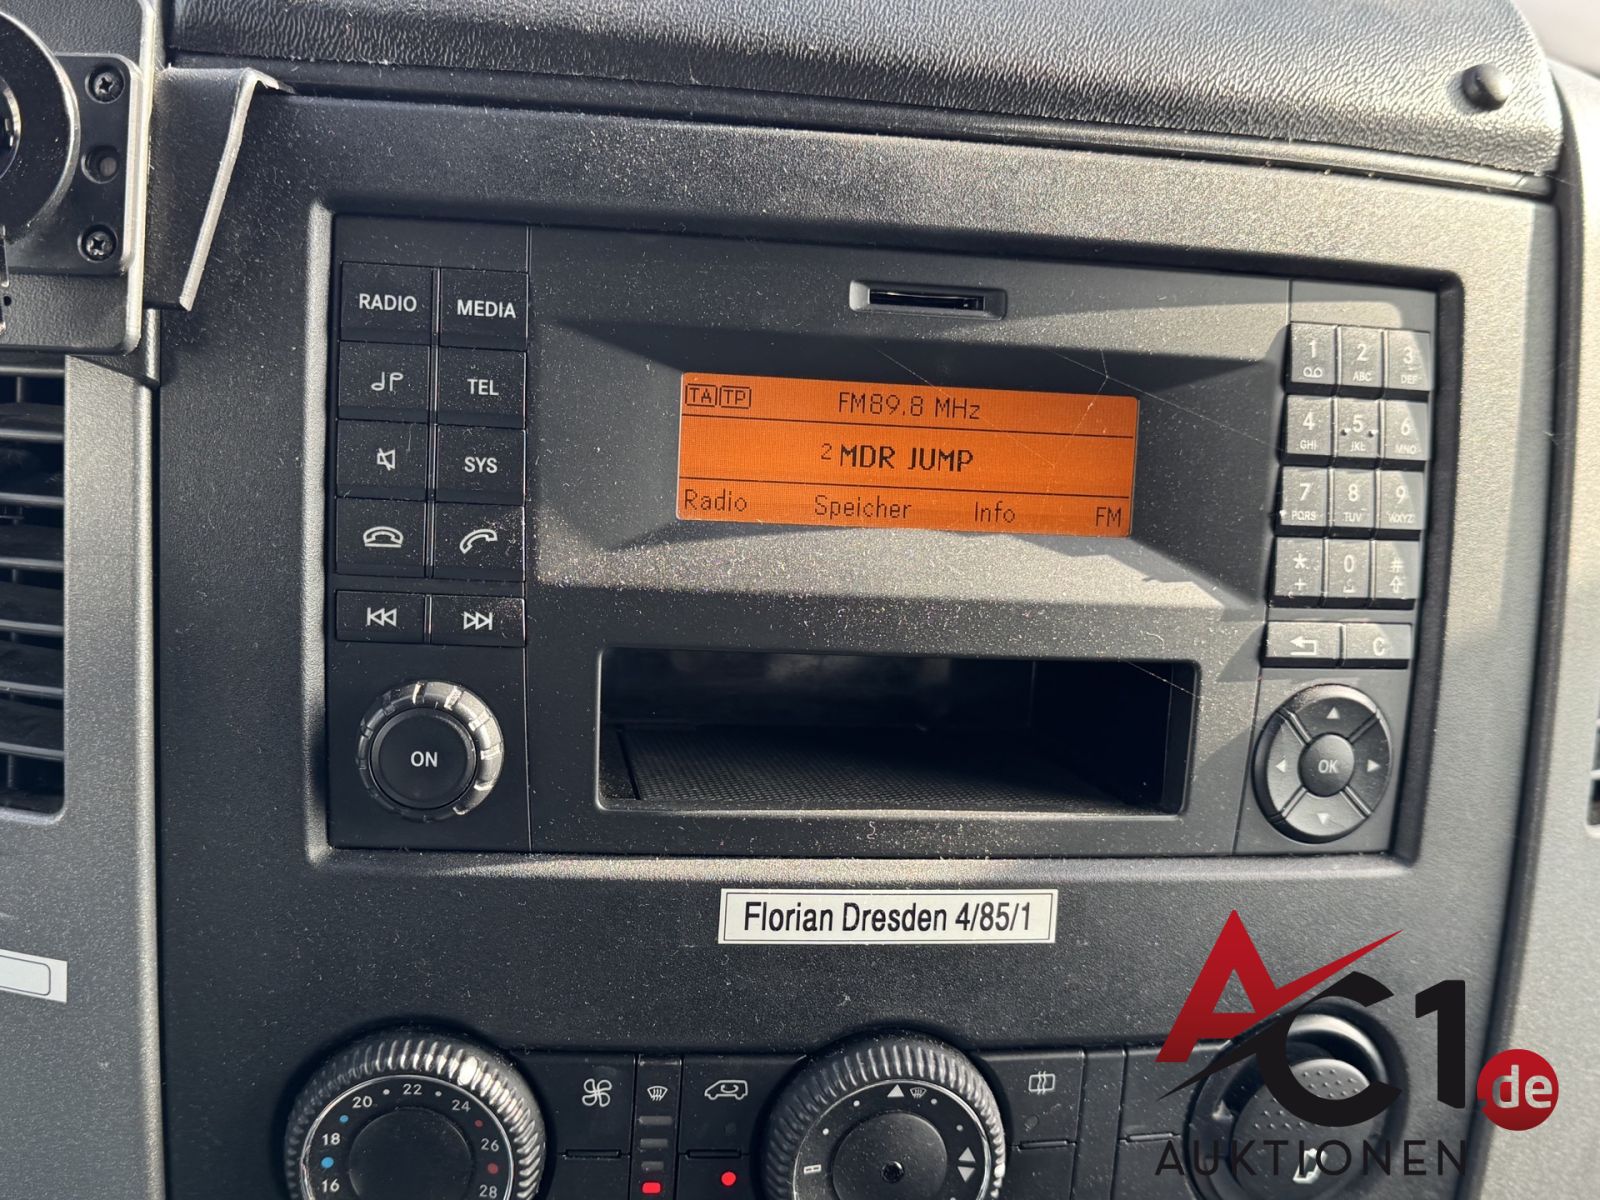 RADIO MEDIA
TEL
SYS
ON
TA TP FM89.8 MHz
2 MDR JUMP
Radio Speicher Info FM
1 2 ABC 3 DEF
4 GHI 5 JKL 6 MNO
7 PQRS 8 TUV 9 WXYZ
* + 0 #
C
OK
Florian Dresden 4/85/1
16 18 20 22 24 26 28
AC1.de
AUKTIONEN